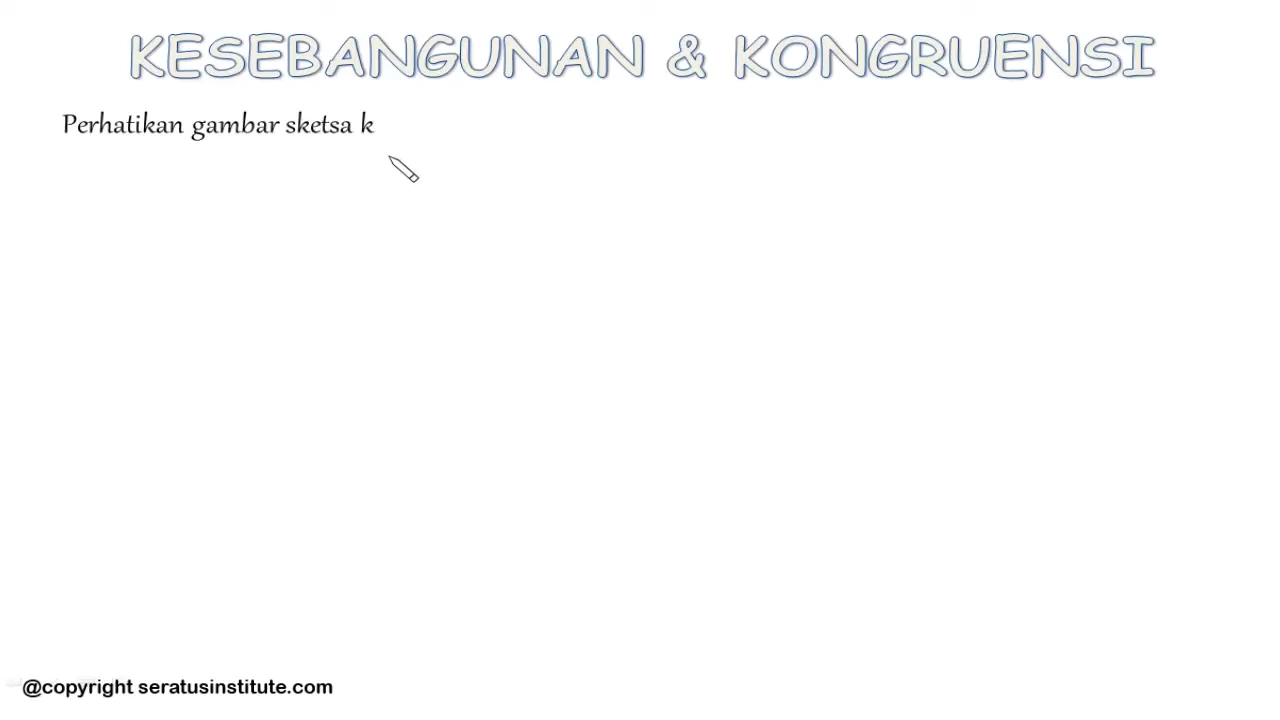 KESEBANGUNAN & KONGRUENSI
Perhatikan gambar sketsa k
@copyright seratusinstitute.com